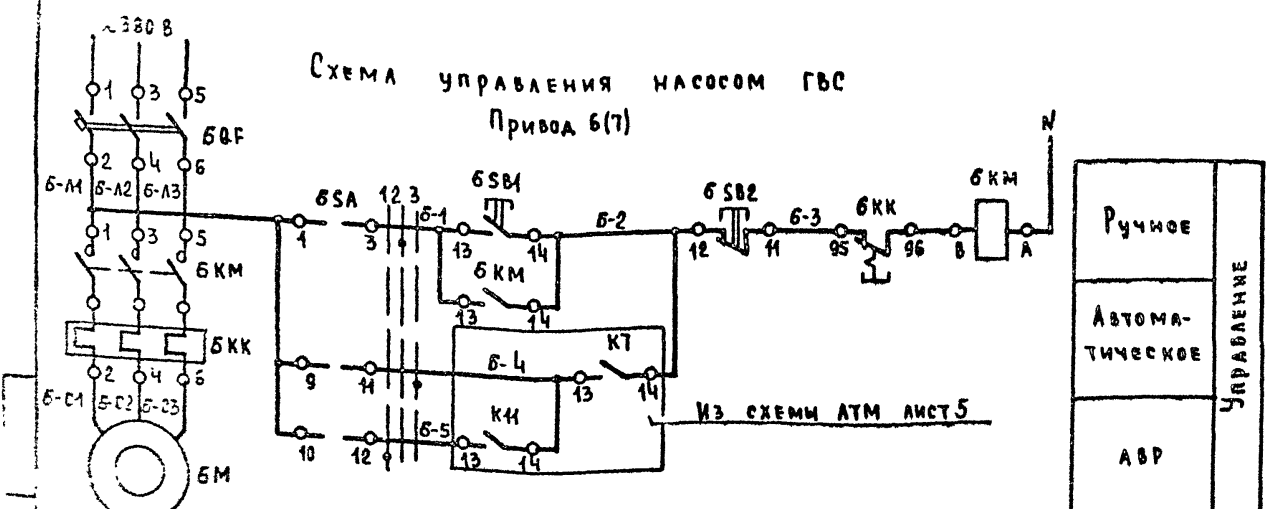 ~380 В
Схема управления насосом ГВС
Привод 6(7)
N
1 3 5
6QF
2 4 6
6-Л1 6-Л2 6-Л3
6SA
1 2 3
6-1
6SB1
6-2
6SB2
6-3
6КК
6КМ
1 3
13 14
12 11
95 96
В А
1 3 5
6КМ
6КМ
13 14
6КК
К7
6-4
9 11
13 14
2 4 6
6-С1 6-С2 6-С3
К11
6-5
10 12
13 14
Из схемы АТМ лист 5
6М
Ручное
Автома-
тическое
АВР
Управление